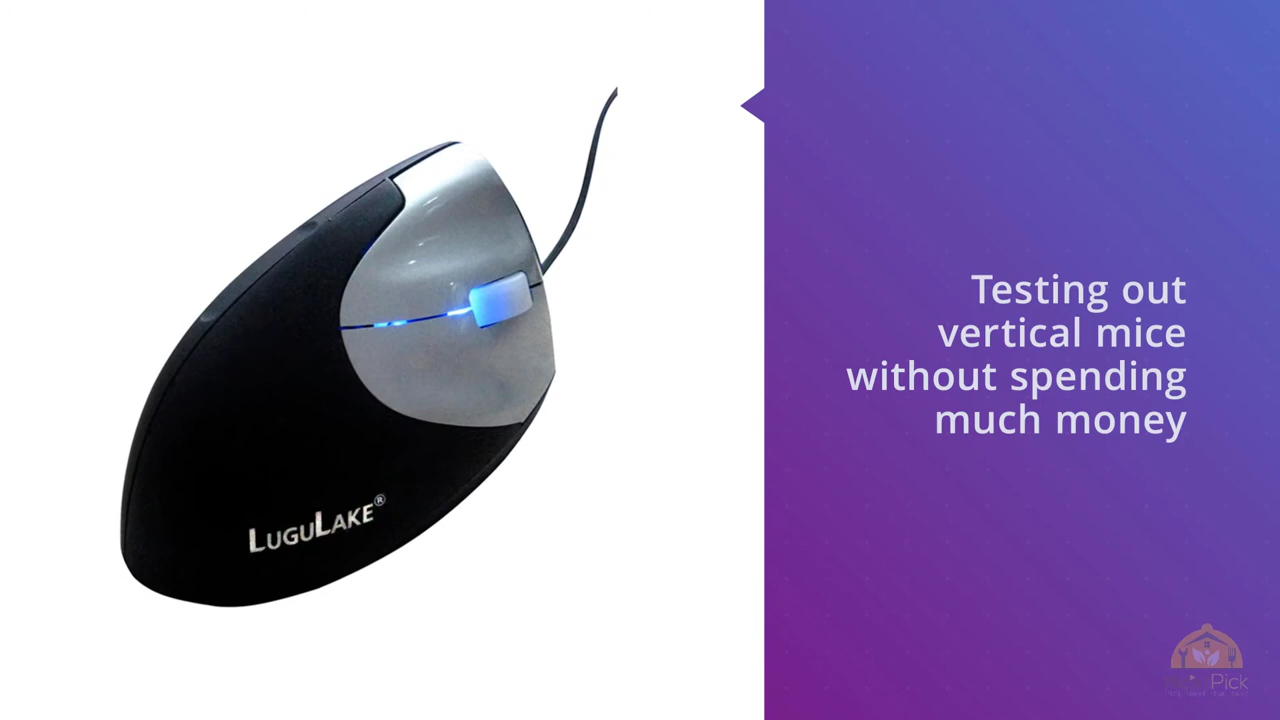 LUGULAKE®
Testing out
vertical mice
without spending
much money
Pick